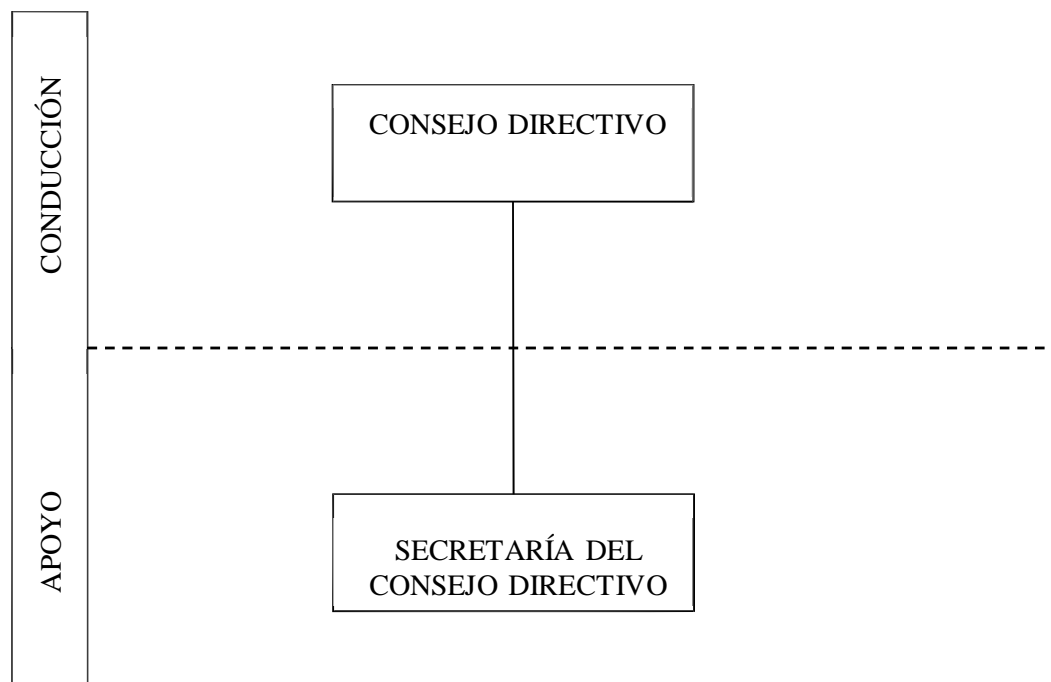 CONDUCCIÓN
CONSEJO DIRECTIVO
APOYO
SECRETARÍA DEL
CONSEJO DIRECTIVO